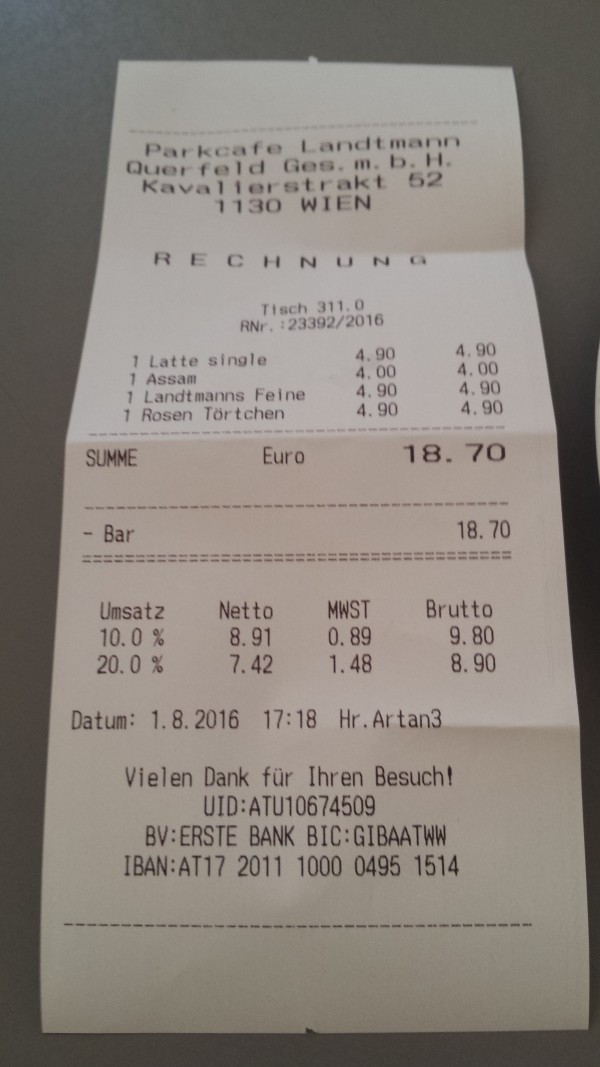 Parkcafe Landtmann
Querfeld Ges.m.b.H.
Kavalierstrakt 52
1130 WIEN
R E C H N U N G
Tisch 311.0
RNr.:23392/2016
1 Latte single 4.90 4.90
1 Assam 4.00 4.00
1 Landtmanns Feine 4.90 4.90
1 Rosen Törtchen 4.90 4.90
SUMME Euro 18.70
- Bar 18.70
Umsatz Netto MWST Brutto
10.0 % 8.91 0.89 9.80
20.0 % 7.42 1.48 8.90
Datum: 1.8.2016 17:18 Hr.Artan3
Vielen Dank für Ihren Besuch!
UID:ATU10674509
BV:ERSTE BANK BIC:GIBAATWW
IBAN:AT17 2011 1000 0495 1514